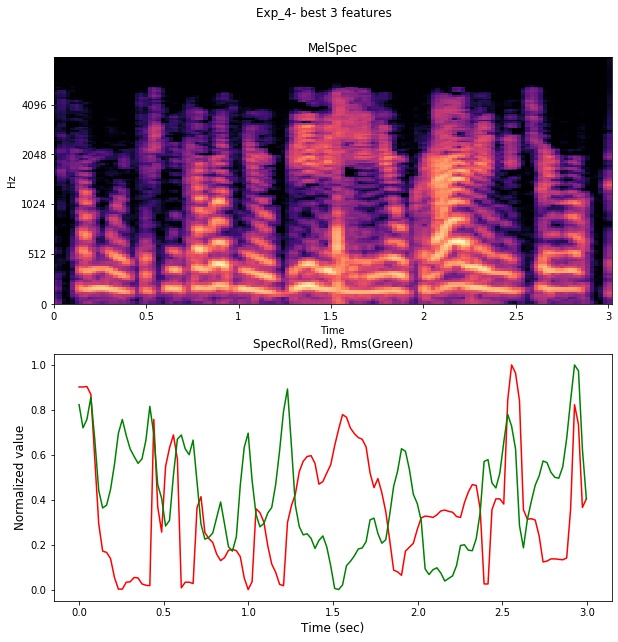 Exp_4- best 3 features
MelSpec
Hz
4096
2048
1024
512
0
0 0.5 1 1.5 2 2.5 3
Time
SpecRol(Red), Rms(Green)
Normalized value
1.0
0.8
0.6
0.4
0.2
0.0
0.0 0.5 1.0 1.5 2.0 2.5 3.0
Time (sec)